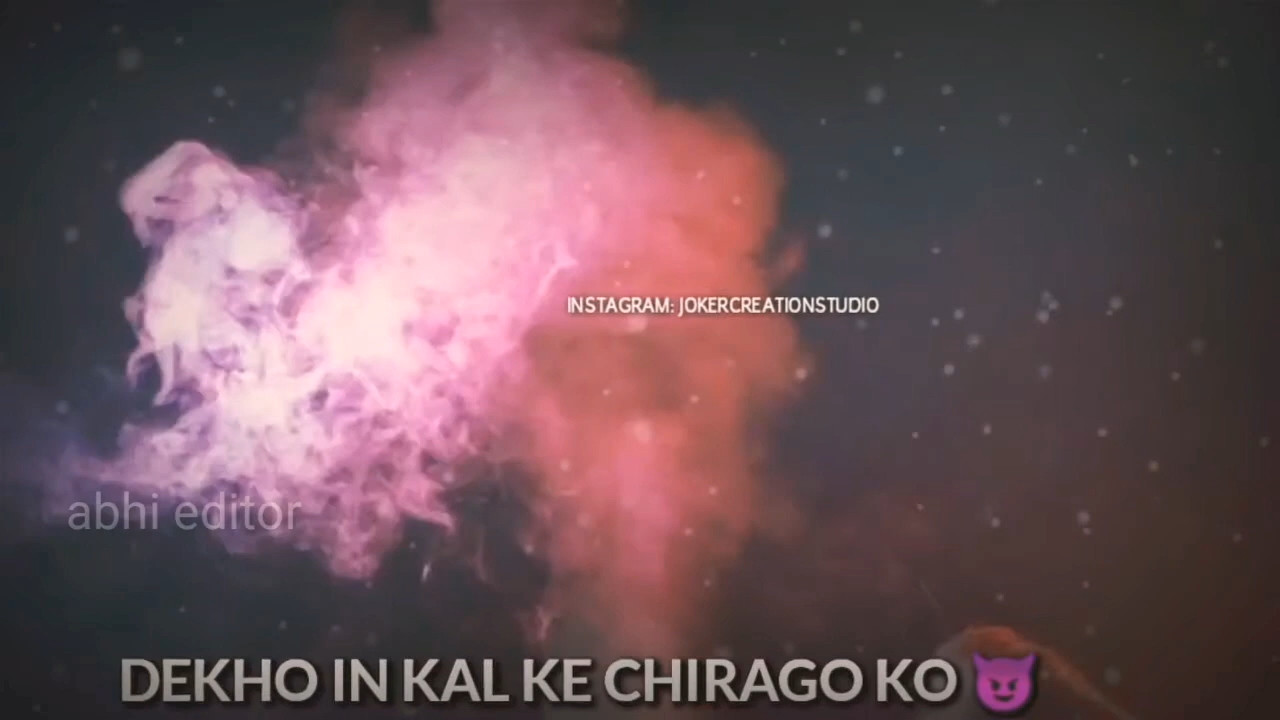 INSTAGRAM: JOKERCREATIONSTUDIO
abhi editor
DEKHO IN KAL KE CHIRAGO KO 😈